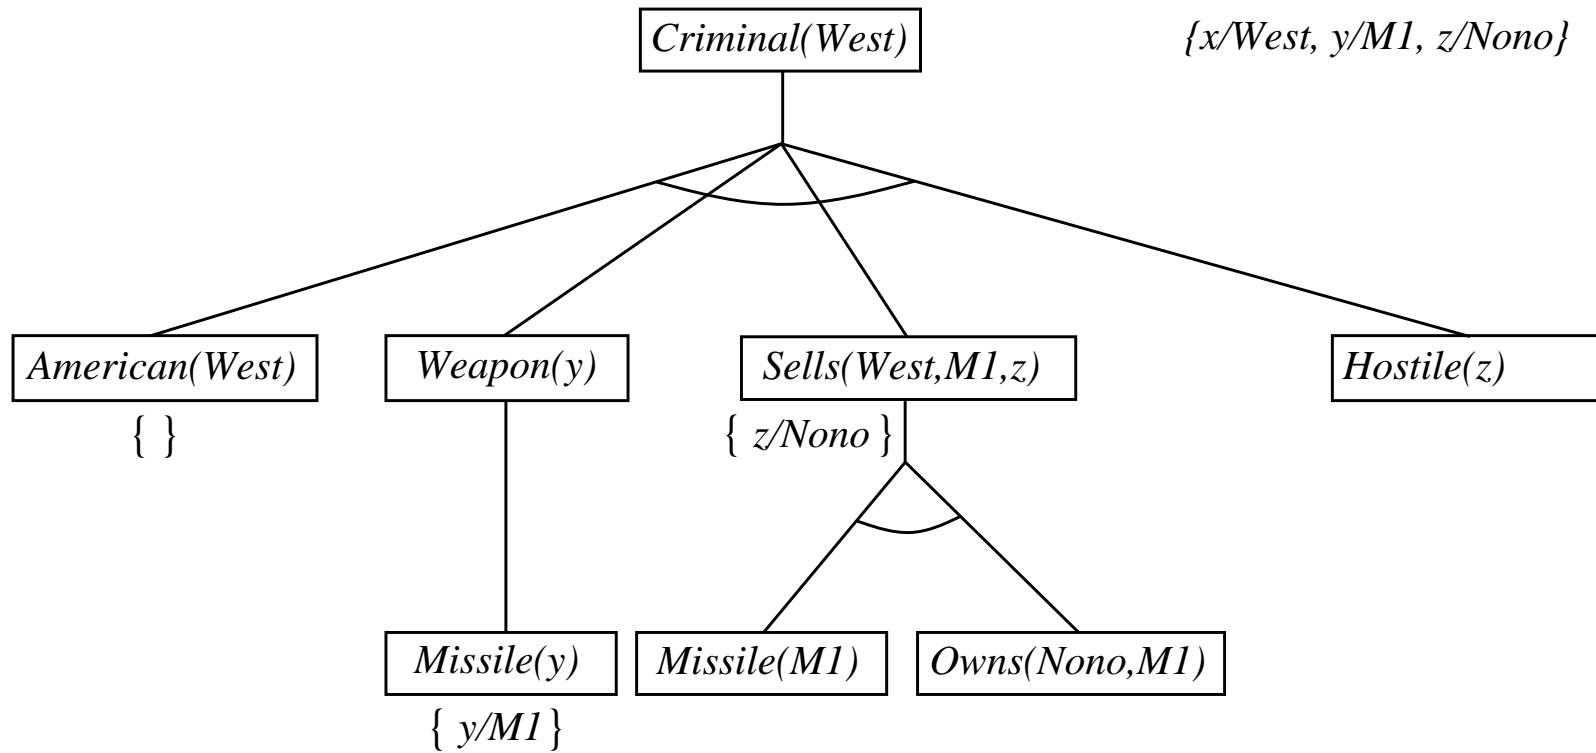 Criminal(West)
{x/West, y/M1, z/Nono}
American(West)
Weapon(y)
Sells(West,M1,z)
Hostile(z)
{ }
{ z/Nono }
Missile(y)
Missile(M1)
Owns(Nono,M1)
{ y/M1 }